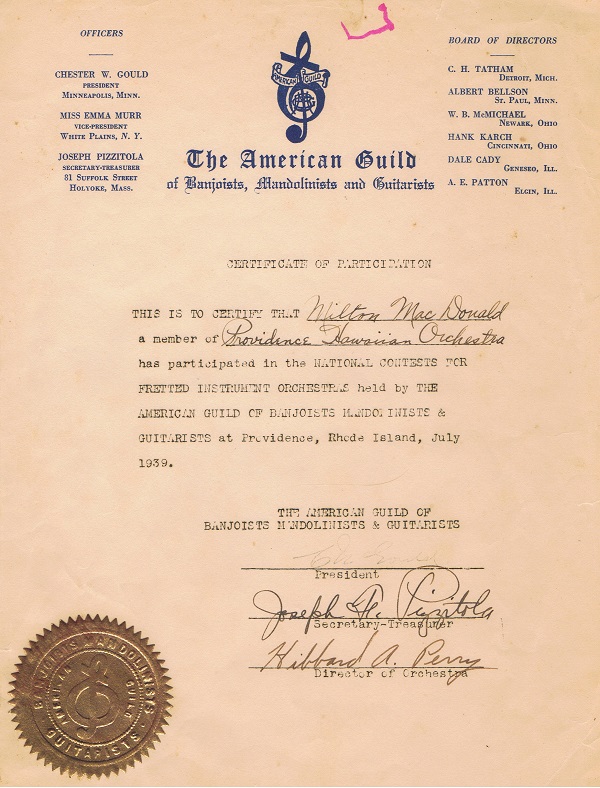 OFFICERS
CHESTER W. GOULD
PRESIDENT
MINNEAPOLIS, MINN.
MISS EMMA MURR
VICE-PRESIDENT
WHITE PLAINS, N. Y.
JOSEPH PIZZITOLA
SECRETARY-TREASURER
81 SUFFOLK STREET
HOLYOKE, MASS.
AMERICAN GUILD
BOARD OF DIRECTORS
C. H. TATHAM
DETROIT, MICH.
ALBERT BELLSON
ST. PAUL, MINN.
W. B. McMICHAEL
NEWARK, OHIO
HANK KARCH
CINCINNATI, OHIO
DALE CADY
GENESEO, ILL.
A. E. PATTON
ELGIN, ILL.
The American Guild
of Banjoists, Mandolinists and Guitarists
CERTIFICATE OF PARTICIPATION
THIS IS TO CERTIFY THAT Milton MacDonald
a member of Providence Hawaiian Orchestra
has participated in the NATIONAL CONTESTS FOR
FRETTED INSTRUMENT ORCHESTRAS held by THE
AMERICAN GUILD OF BANJOISTS MANDOLINISTS &
GUITARISTS at Providence, Rhode Island, July
1939.
THE AMERICAN GUILD OF
BANJOISTS MANDOLINISTS & GUITARISTS
President
Joseph H. Pizzitola
Secretary-Treasurer
Hibbard A. Perry
Director of Orchestra
BANJOISTS MANDOLINISTS
GUITARISTS
AMERICAN GUILD